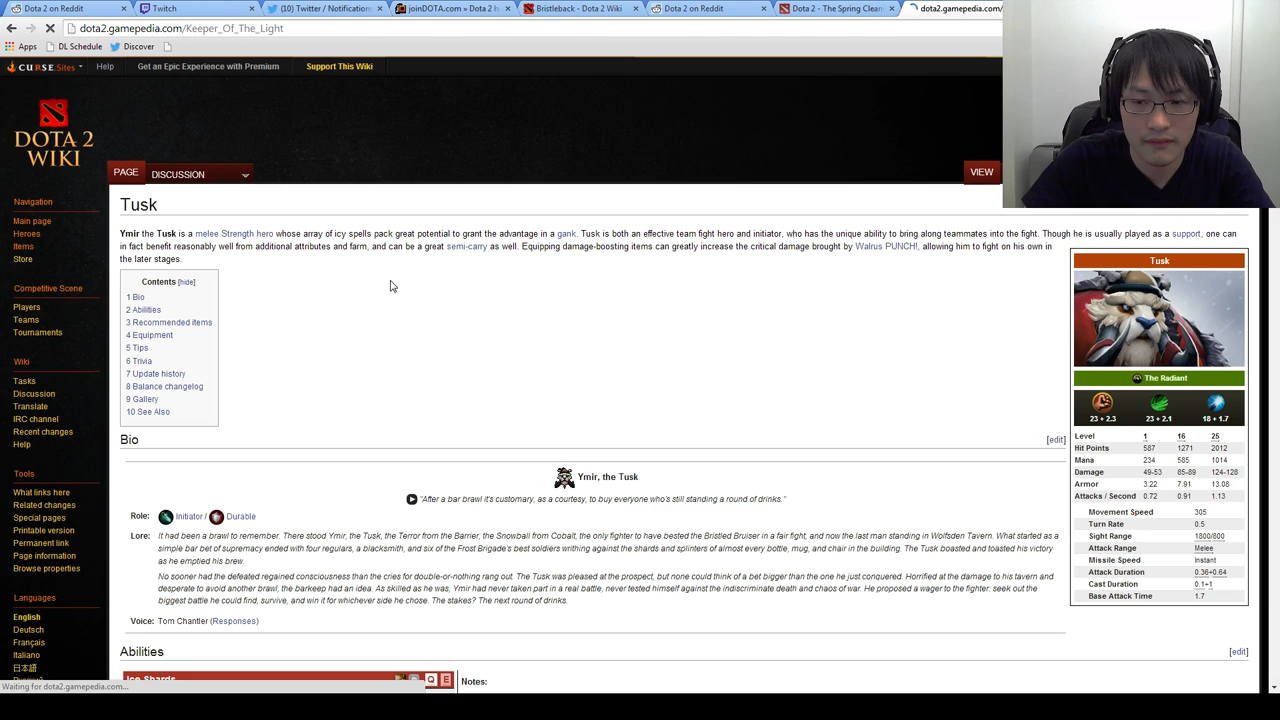 Dota 2 on Reddit
Twitch
(10) Twitter / Notification
joinDOTA.com » Dota 2 h
Bristleback - Dota 2 Wiki
Dota 2 on Reddit
Dota 2 - The Spring Clean
dota2.gamepedia.com/
dota2.gamepedia.com/Keeper_Of_The_Light
Apps DL Schedule Discover
CURSE Sites Help Get an Epic Experience with Premium Support This Wiki
DOTA 2
WIKI
PAGE DISCUSSION VIEW
Navigation
Main page
Heroes
Items
Store
Competitive Scene
Players
Teams
Tournaments
Wiki
Tasks
Discussion
Translate
IRC channel
Recent changes
Help
Tools
What links here
Related changes
Special pages
Printable version
Permanent link
Page information
Browse properties
Languages
English
Deutsch
Français
Italiano
日本語
Waiting for dota2.gamepedia.com...
Tusk
Ymir the Tusk is a melee Strength hero whose array of icy spells pack great potential to grant the advantage in a gank. Tusk is both an effective team fight hero and initiator, who has the unique ability to bring along teammates into the fight. Though he is usually played as a support, one can
in fact benefit reasonably well from additional attributes and farm, and can be a great semi-carry as well. Equipping damage-boosting items can greatly increase the critical damage brought by Walrus PUNCH!, allowing him to fight on his own in
the later stages.
Contents [hide]
1 Bio
2 Abilities
3 Recommended items
4 Equipment
5 Tips
6 Trivia
7 Update history
8 Balance changelog
9 Gallery
10 See Also
Bio [edit]
Ymir, the Tusk
"After a bar brawl it's customary, as a courtesy, to buy everyone who's still standing a round of drinks."
Role: Initiator / Durable
Lore: It had been a brawl to remember. There stood Ymir, the Tusk, the Terror from the Barrier, the Snowball from Cobalt, the only fighter to have bested the Bristled Bruiser in a fair fight, and now the last man standing in Wolfsden Tavern. What started as a
simple bar bet of supremacy ended with four regulars, a blacksmith, and six of the Frost Brigade's best soldiers writhing against the shards and splinters of almost every bottle, mug, and chair in the building. The Tusk boasted and toasted his victory
as he emptied his brew.
No sooner had the defeated regained consciousness than the cries for double-or-nothing rang out. The Tusk was pleased at the prospect, but none could think of a bet bigger than the one he just conquered. Horrified at the damage to his tavern and
desperate to avoid another brawl, the barkeep had an idea. As skilled as he was, Ymir had never taken part in a real battle, never tested himself against the indiscriminate death and chaos of war. He proposed a wager to the fighter: seek out the
biggest battle he could find, survive, and win it for whichever side he chose. The stakes? The next round of drinks.
Voice: Tom Chantler (Responses)
Abilities [edit]
Ice Shards Q E
Notes:
Tusk
The Radiant
23 + 2.3 23 + 2.1 18 + 1.7
Level 1 16 25
Hit Points 587 1271 2012
Mana 234 585 1014
Damage 49-53 85-89 124-128
Armor 3.22 7.91 13.08
Attacks / Second 0.72 0.91 1.13
Movement Speed 305
Turn Rate 0.5
Sight Range 1800/800
Attack Range Melee
Missile Speed Instant
Attack Duration 0.36+0.64
Cast Duration 0.1+1
Base Attack Time 1.7